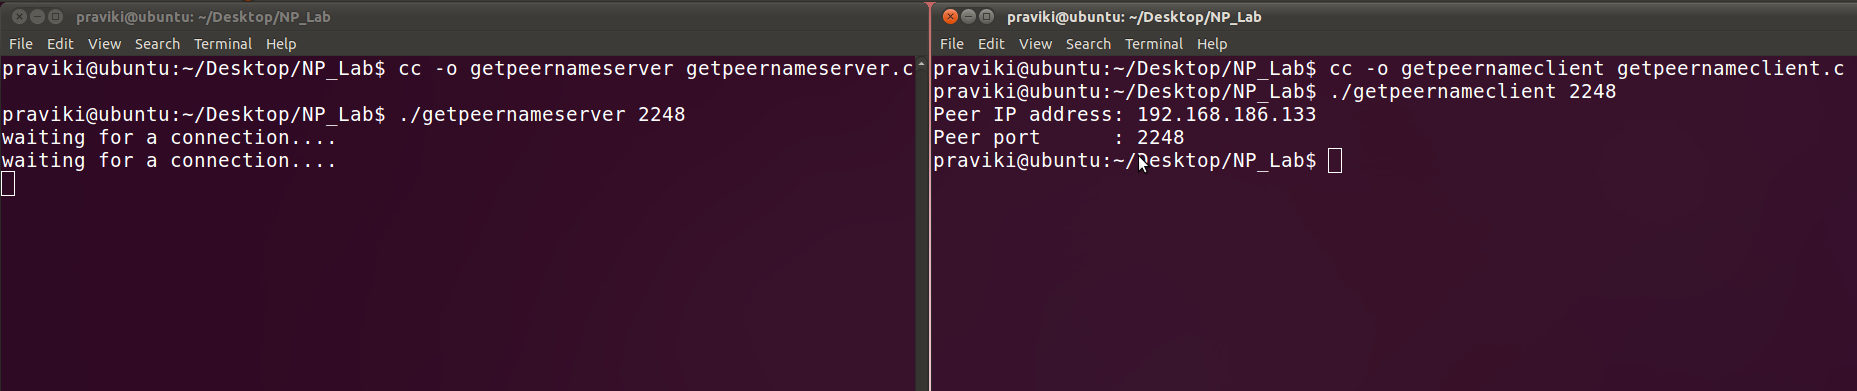 praviki@ubuntu: ~/Desktop/NP_Lab
File Edit View Search Terminal Help
praviki@ubuntu:~/Desktop/NP_Lab$ cc -o getpeernameserver getpeernameserver.c
praviki@ubuntu:~/Desktop/NP_Lab$ ./getpeernameserver 2248
waiting for a connection....
waiting for a connection....
praviki@ubuntu: ~/Desktop/NP_Lab
File Edit View Search Terminal Help
praviki@ubuntu:~/Desktop/NP_Lab$ cc -o getpeernameclient getpeernameclient.c
praviki@ubuntu:~/Desktop/NP_Lab$ ./getpeernameclient 2248
Peer IP address: 192.168.186.133
Peer port      : 2248
praviki@ubuntu:~/Desktop/NP_Lab$